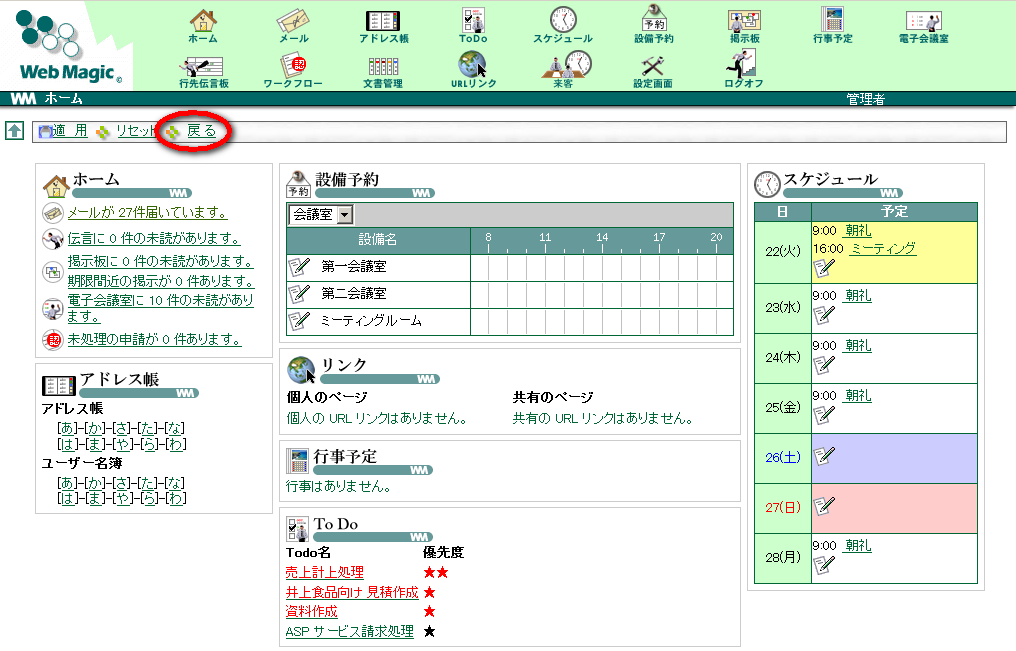 Web Magic
ホーム メール アドレス帳 ToDo スケジュール 設備予約 掲示板 行事予定 電子会議室
行先伝言板 ワークフロー 文書管理 URLリンク 来客 設定画面 ログオフ
WM ホーム 管理者
適 用 リセット 戻る
ホーム
WM
メールが 27件届いています。
伝言に 0 件の未読があります。
掲示板に 0 件の未読があります。
期限間近の掲示が 0 件あります。
電子会議室に 10 件の未読があり
ます。
未処理の申請が 0 件あります。
アドレス帳
WM
アドレス帳
[あ]-[か]-[さ]-[た]-[な]
[は]-[ま]-[や]-[ら]-[わ]
ユーザー名簿
[あ]-[か]-[さ]-[た]-[な]
[は]-[ま]-[や]-[ら]-[わ]
予約 設備予約
WM
会議室
設備名 8 11 14 17 20
第一会議室
第二会議室
ミーティングルーム
リンク
WM
個人のページ 共有のページ
個人の URL リンクはありません。 共有の URL リンクはありません。
行事予定
WM
行事はありません。
To Do
WM
Todo名 優先度
売上計上処理 ★★
井上食品向け 見積作成 ★
資料作成 ★
ASP サービス請求処理 ★
スケジュール
WM
日 予定
22(火) 9:00 朝礼
16:00 ミーティング
23(水) 9:00 朝礼
24(木) 9:00 朝礼
25(金) 9:00 朝礼
26(土)
27(日)
28(月) 9:00 朝礼